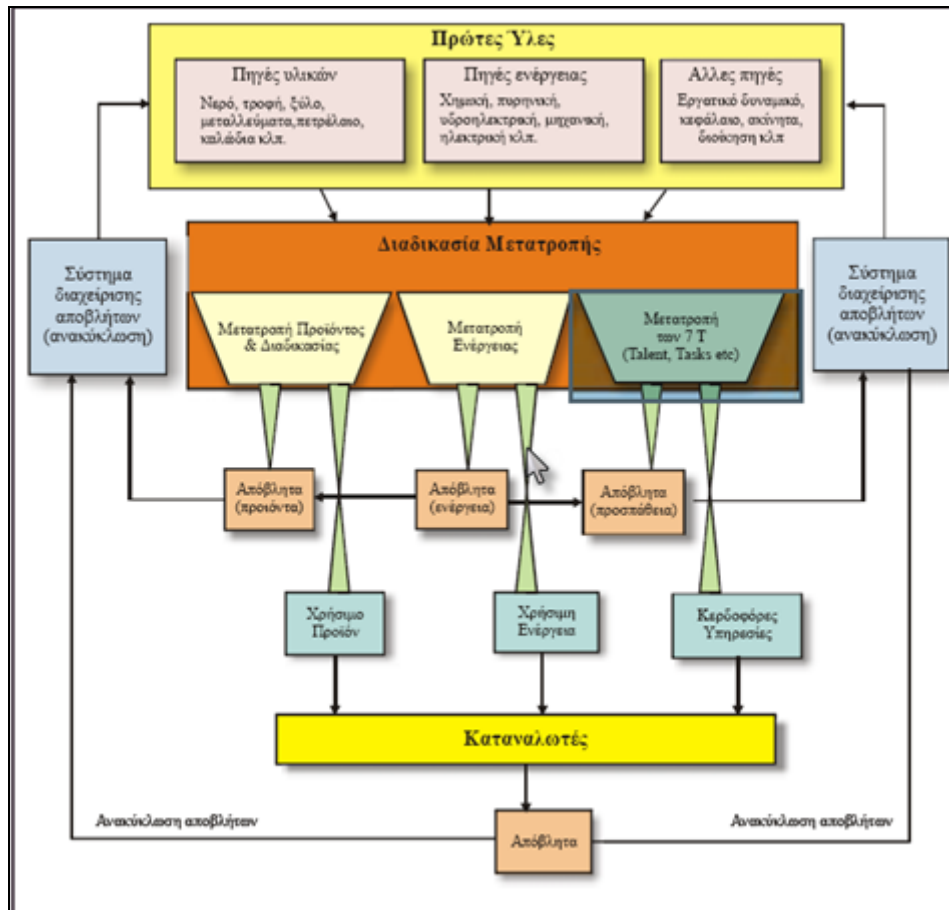 Πρώτες Ύλες
Πηγές υλικών
Νερό, τροφή, ξύλο,
μεταλλεύματα,πετρέλαιο,
καλάδια κλπ.
Πηγές ενέργειας
Χημική, πυρηνική,
υδροηλεκτρική, μηχανική,
ηλεκτρική κλπ.
Αλλες πηγές
Εργατικό δυναμικό,
κεφάλαιο, ακίνητα,
διοίκηση κλπ
Διαδικασία Μετατροπής
Σύστημα
διαχείρισης
αποβλήτων
(ανακύκλωση)
Μετατροπή Προϊόντος
& Διαδικασίας
Μετατροπή
Ενέργειας
Μετατροπή
των 7 Τ
(Talent, Tasks etc)
Σύστημα
διαχείρισης
αποβλήτων
(ανακύκλωση)
Απόβλητα
(προιόντα)
Απόβλητα
(ενέργεια)
Απόβλητα
(προσπάθεια)
Χρήσιμο
Προϊόν
Χρήσιμη
Ενέργεια
Κερδοφόρες
Υπηρεσίες
Καταναλωτές
Ανακύκλωση αποβλήτων
Απόβλητα
Ανακύκλωση αποβλήτων